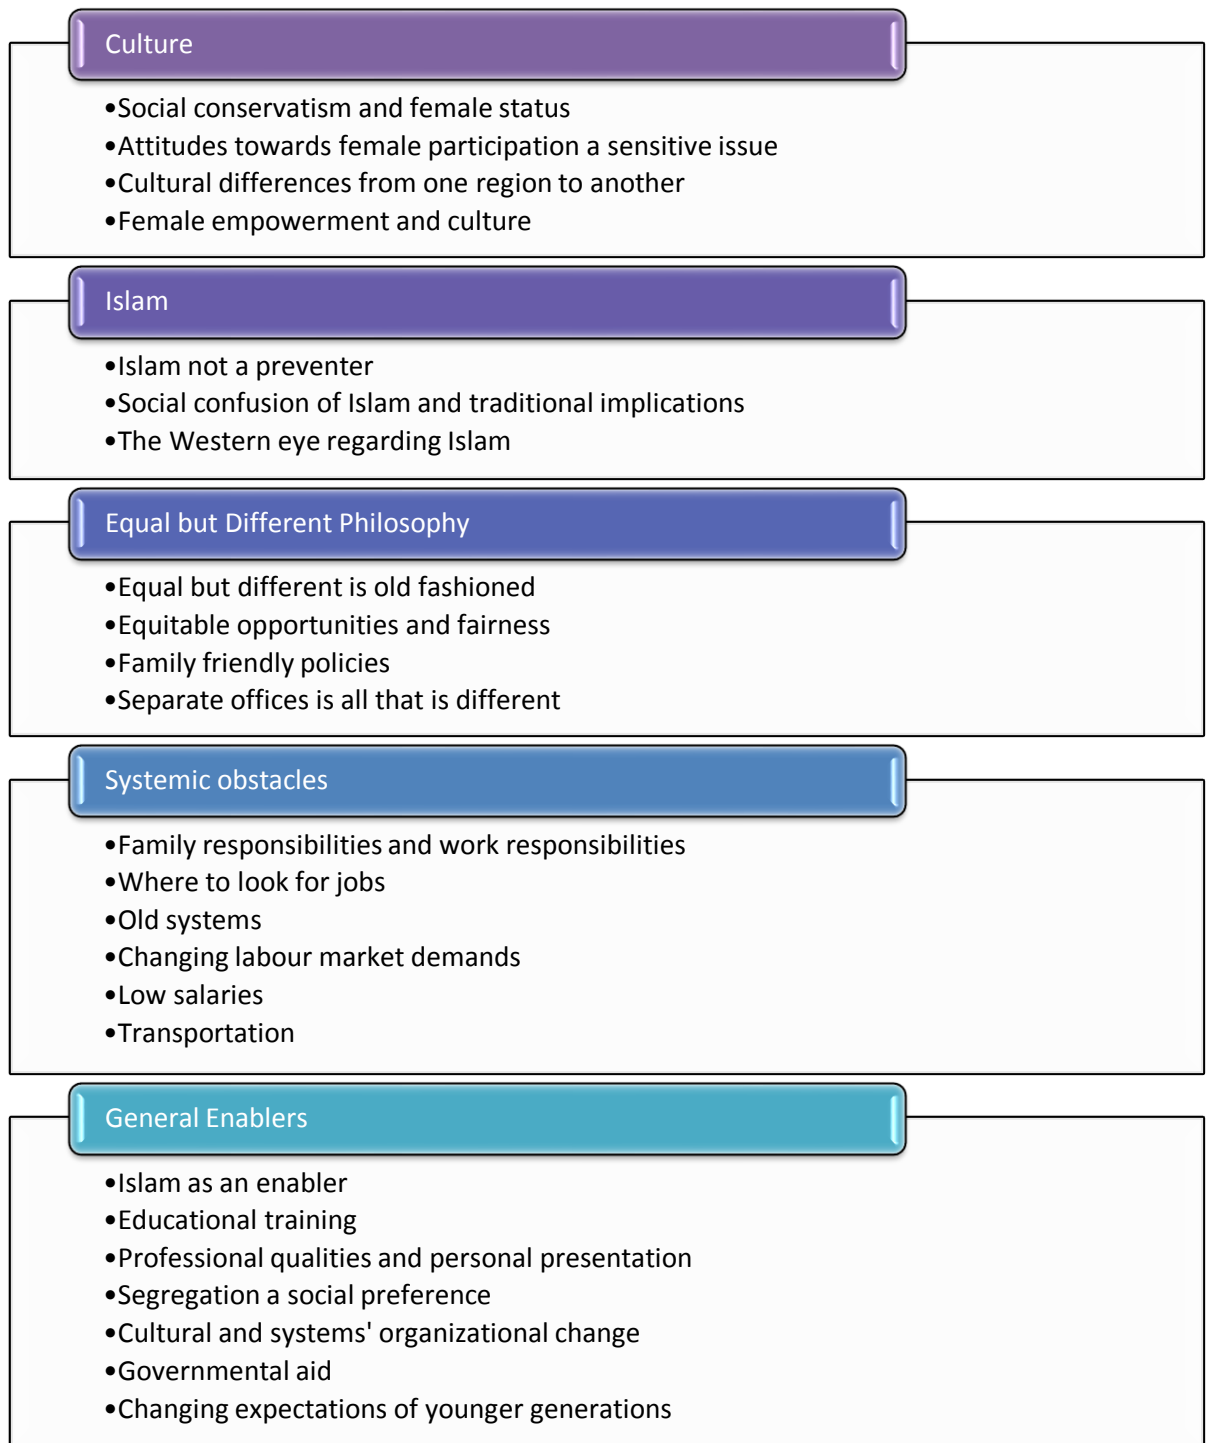 Culture
•Social conservatism and female status
•Attitudes towards female participation a sensitive issue
•Cultural differences from one region to another
•Female empowerment and culture
Islam
•Islam not a preventer
•Social confusion of Islam and traditional implications
•The Western eye regarding Islam
Equal but Different Philosophy
•Equal but different is old fashioned
•Equitable opportunities and fairness
•Family friendly policies
•Separate offices is all that is different
Systemic obstacles
•Family responsibilities and work responsibilities
•Where to look for jobs
•Old systems
•Changing labour market demands
•Low salaries
•Transportation
General Enablers
•Islam as an enabler
•Educational training
•Professional qualities and personal presentation
•Segregation a social preference
•Cultural and systems' organizational change
•Governmental aid
•Changing expectations of younger generations